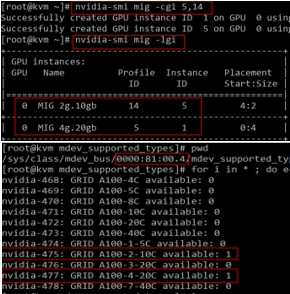 [root@kvm ~]# nvidia-smi mig -cgi 5,14
Successfully created GPU instance ID 1 on GPU 0 using
Successfully created GPU instance ID 5 on GPU 0 using
[root@kvm ~]# nvidia-smi mig -lgi
GPU instances:
GPU Name Profile Instance Placement
ID ID Start:Size
0 MIG 2g.10gb 14 5 4:2
0 MIG 4g.20gb 5 1 0:4
[root@kvm mdev_supported_types]# pwd
/sys/class/mdev_bus/0000:81:00.4/mdev_supported_ty
[root@kvm mdev_supported_types]# for i in * ; do e
nvidia-468: GRID A100-4C available: 0
nvidia-469: GRID A100-5C available: 0
nvidia-470: GRID A100-8C available: 0
nvidia-471: GRID A100-10C available: 0
nvidia-472: GRID A100-20C available: 0
nvidia-473: GRID A100-40C available: 0
nvidia-474: GRID A100-1-5C available: 0
nvidia-475: GRID A100-2-10C available: 1
nvidia-476: GRID A100-3-20C available: 0
nvidia-477: GRID A100-4-20C available: 1
nvidia-478: GRID A100-7-40C available: 0